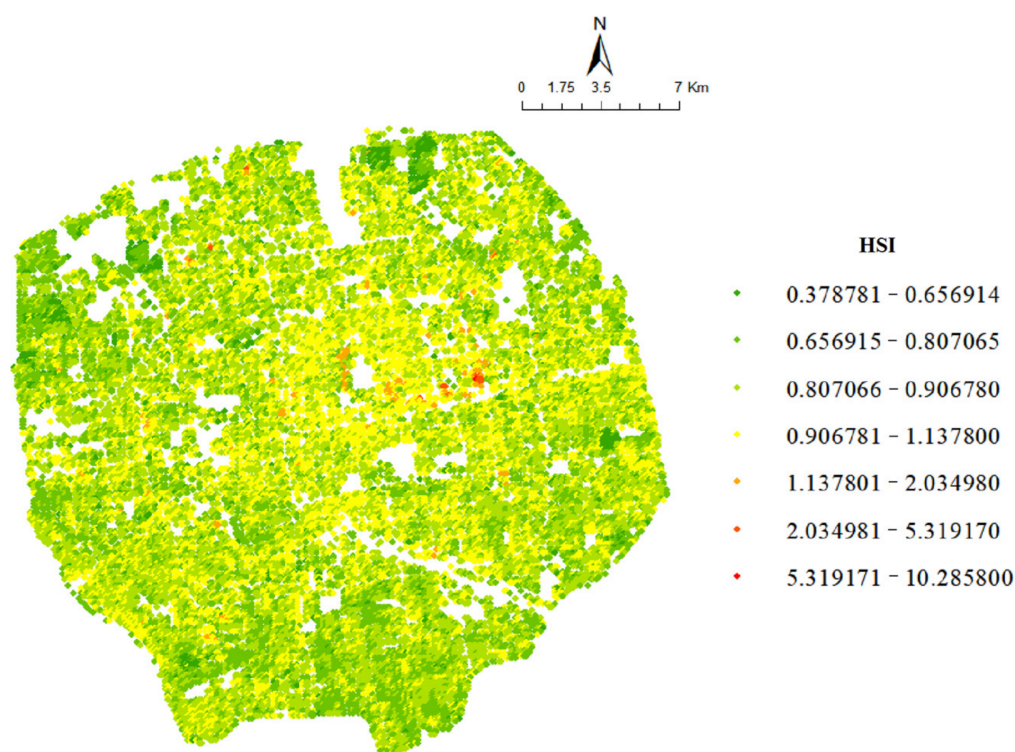 N
0 1.75 3.5 7 Km
HSI
0.378781 - 0.656914
0.656915 - 0.807065
0.807066 - 0.906780
0.906781 - 1.137800
1.137801 - 2.034980
2.034981 - 5.319170
5.319171 - 10.285800